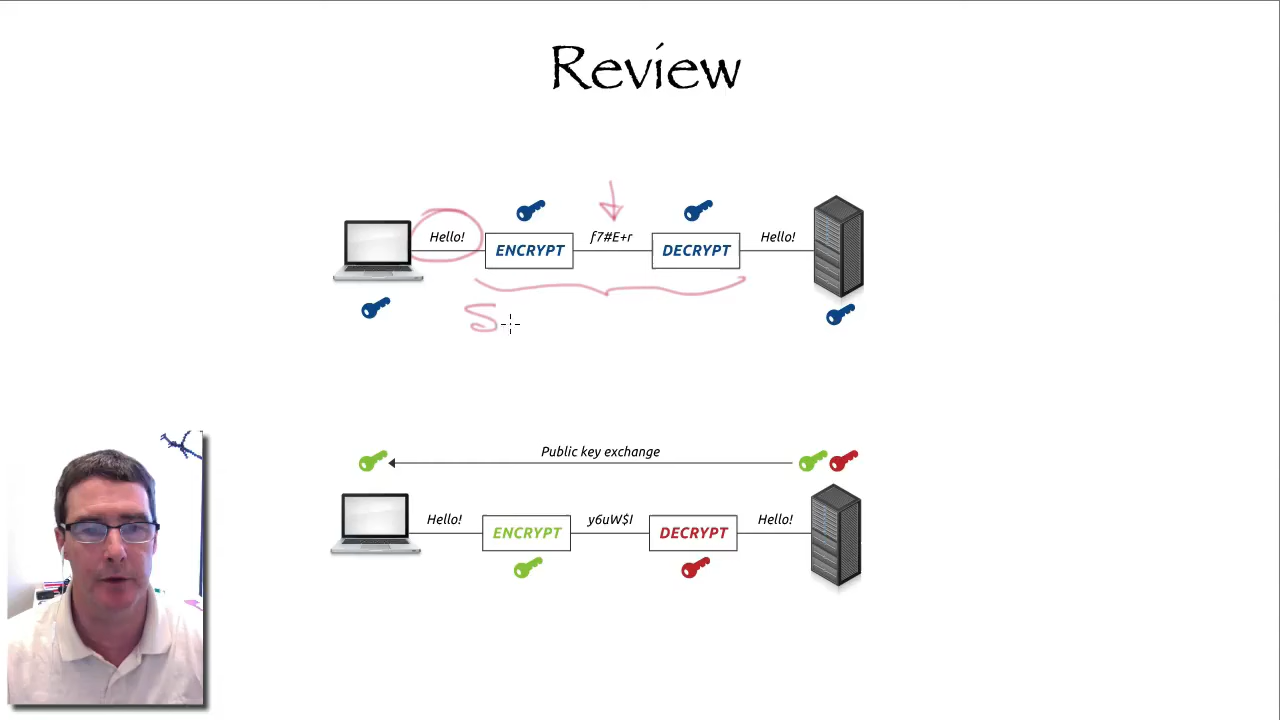 Review
Hello! ENCRYPT f7#E+r DECRYPT Hello!
S
Public key exchange
Hello! ENCRYPT y6uW$I DECRYPT Hello!